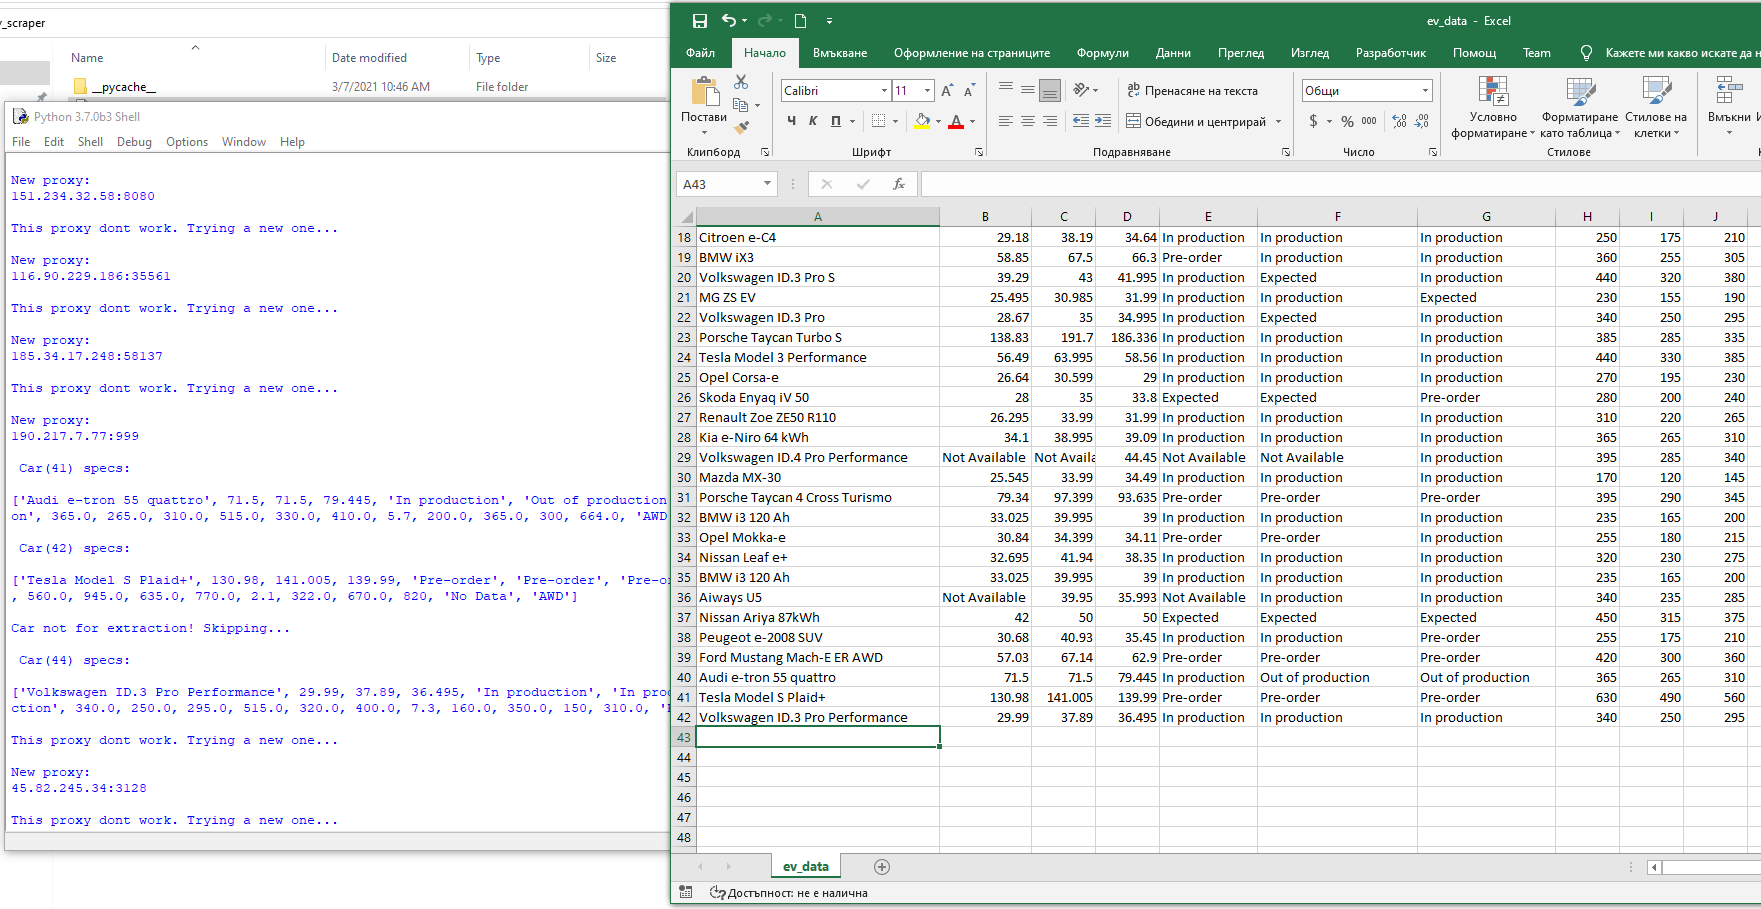 v_scraper
Name
Date modified
Type
Size
__pycache__
3/7/2021 10:46 AM
File folder
Python 3.7.0b3 Shell
File Edit Shell Debug Options Window Help
New proxy:
151.234.32.58:8080
This proxy dont work. Trying a new one...
New proxy:
116.90.229.186:35561
This proxy dont work. Trying a new one...
New proxy:
185.34.17.248:58137
This proxy dont work. Trying a new one...
New proxy:
190.217.7.77:999
Car(41) specs:
['Audi e-tron 55 quattro', 71.5, 71.5, 79.445, 'In production', 'Out of production
on', 365.0, 265.0, 310.0, 515.0, 330.0, 410.0, 5.7, 200.0, 365.0, 300, 664.0, 'AWD
Car(42) specs:
['Tesla Model S Plaid+', 130.98, 141.005, 139.99, 'Pre-order', 'Pre-order', 'Pre-o
, 560.0, 945.0, 635.0, 770.0, 2.1, 322.0, 670.0, 820, 'No Data', 'AWD']
Car not for extraction! Skipping...
Car(44) specs:
['Volkswagen ID.3 Pro Performance', 29.99, 37.89, 36.495, 'In production', 'In pro
ction', 340.0, 250.0, 295.0, 515.0, 320.0, 400.0, 7.3, 160.0, 350.0, 150, 310.0, '
This proxy dont work. Trying a new one...
New proxy:
45.82.245.34:3128
This proxy dont work. Trying a new one...
ev_data - Excel
Файл Начало Вмъкване Оформление на страниците Формули Данни Преглед Изглед Разработчик Помощ Team Кажете ми какво искате да н
Постави
Клипборд
Calibri 11
Ч К П
Шрифт
Пренасяне на текста
Обедини и центрирай
Подравняване
Общи
$ % 000
Число
Условно форматиране
Форматиране като таблица
Стилове на клетки
Стилове
Вмъкни
A43
fx
A B C D E F G H I J
18 Citroen e-C4 29.18 38.19 34.64 In production In production In production 250 175 210
19 BMW iX3 58.85 67.5 66.3 Pre-order In production In production 360 255 305
20 Volkswagen ID.3 Pro S 39.29 43 41.995 In production Expected In production 440 320 380
21 MG ZS EV 25.495 30.985 31.99 In production In production Expected 230 155 190
22 Volkswagen ID.3 Pro 28.67 35 34.995 In production Expected In production 340 250 295
23 Porsche Taycan Turbo S 138.83 191.7 186.336 In production In production In production 385 285 335
24 Tesla Model 3 Performance 56.49 63.995 58.56 In production In production In production 440 330 385
25 Opel Corsa-e 26.64 30.599 29 In production In production In production 270 195 230
26 Skoda Enyaq iV 50 28 35 33.8 Expected Expected Pre-order 280 200 240
27 Renault Zoe ZE50 R110 26.295 33.99 31.99 In production In production In production 310 220 265
28 Kia e-Niro 64 kWh 34.1 38.995 39.09 In production In production In production 365 265 310
29 Volkswagen ID.4 Pro Performance Not Available Not Availa 44.45 Not Available Not Available In production 395 285 340
30 Mazda MX-30 25.545 33.99 34.49 In production In production In production 170 120 145
31 Porsche Taycan 4 Cross Turismo 79.34 97.399 93.635 Pre-order Pre-order Pre-order 395 290 345
32 BMW i3 120 Ah 33.025 39.995 39 In production In production In production 235 165 200
33 Opel Mokka-e 30.84 34.399 34.11 Pre-order Pre-order In production 255 180 215
34 Nissan Leaf e+ 32.695 41.94 38.35 In production In production In production 320 230 275
35 BMW i3 120 Ah 33.025 39.995 39 In production In production In production 235 165 200
36 Aiways U5 Not Available 39.95 35.993 Not Available In production In production 340 235 285
37 Nissan Ariya 87kWh 42 50 50 Expected Expected Expected 450 315 375
38 Peugeot e-2008 SUV 30.68 40.93 35.45 In production In production Pre-order 255 175 210
39 Ford Mustang Mach-E ER AWD 57.03 67.14 62.9 Pre-order Pre-order Pre-order 420 300 360
40 Audi e-tron 55 quattro 71.5 71.5 79.445 In production Out of production Out of production 365 265 310
41 Tesla Model S Plaid+ 130.98 141.005 139.99 Pre-order Pre-order Pre-order 630 490 560
42 Volkswagen ID.3 Pro Performance 29.99 37.89 36.495 In production In production In production 340 250 295
43
44
45
46
47
48
ev_data
Достъпност: не е налична